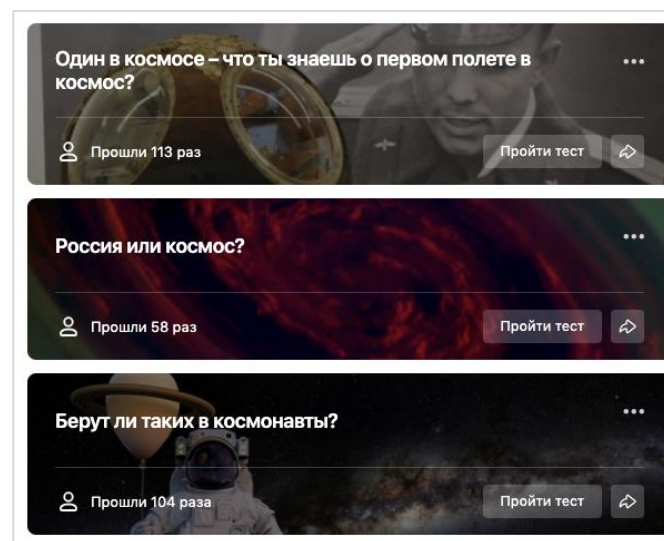 Один в космосе – что ты знаешь о первом полете в
космос?
Прошли 113 раз
Пройти тест
Россия или космос?
Прошли 58 раз
Пройти тест
Берут ли таких в космонавты?
Прошли 104 раза
Пройти тест